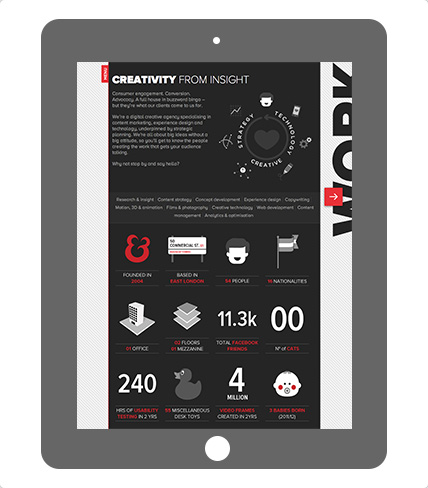 MENU
CREATIVITY FROM INSIGHT
Consumer engagement. Conversion.
Advocacy. A full house in buzzword bingo –
but they're what our clients come to us for.
We're a digital creative agency specialising in
content marketing, experience design and
technology, underpinned by strategic
planning. We're all about big ideas without a
big attitude, so you'll get to know the people
creating the work that gets your audience
talking.
Why not stop by and say hello?
STRATEGY
TECHNOLOGY
CREATIVE
WORK
Research & insight Content strategy Concept development Experience design Copywriting
Motion, 3D & animation Films & photography Creative technology Web development Content
management Analytics & optimisation
&
50
COMMERCIAL ST.
FOUNDED IN
BASED IN
EAST LONDON
PEOPLE
NATIONALITIES
11.3k
00
01 OFFICE
FLOORS
01 MEZZANINE
TOTAL FACEBOOK
FRIENDS
Nº of CATS
240
4
MILLION
HRS OF USABILITY
TESTING IN 2 YRS
MISCELLANEOUS
DESK TOYS
VIDEO FRAMES
CREATED IN 2YRS
3 BABIES BORN
(2011/12)